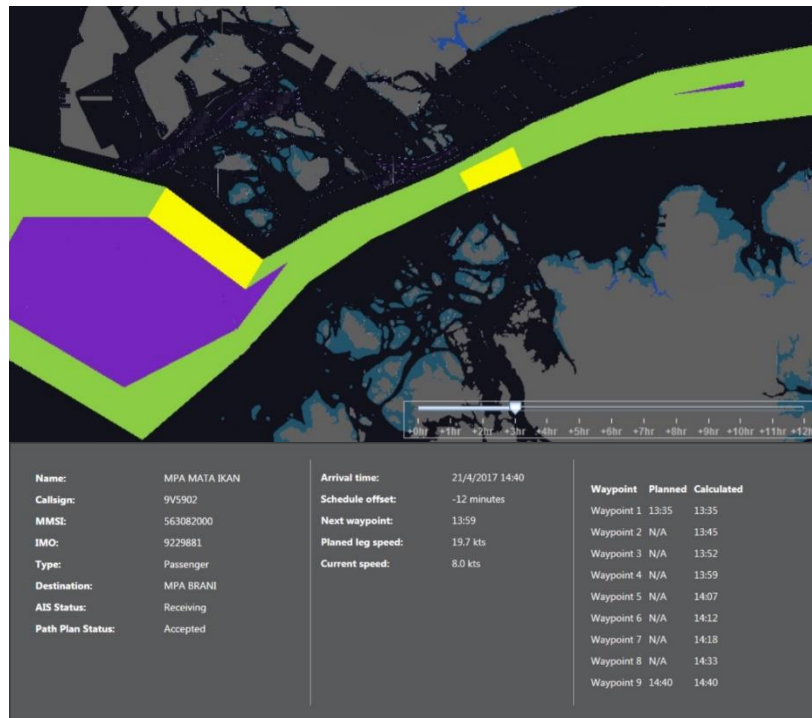 +0hr +1hr +2hr +3hr +4hr +5hr +6hr +7hr +8hr +9hr +10hr +11hr +12h
Name: MPA MATA IKAN
Callsign: 9V5902
MMSI: 563082000
IMO: 9229881
Type: Passenger
Destination: MPA BRANI
AIS Status: Receiving
Path Plan Status: Accepted
Arrival time: 21/4/2017 14:40
Schedule offset: -12 minutes
Next waypoint: 13:59
Planed leg speed: 19.7 kts
Current speed: 8.0 kts
Waypoint Planned Calculated
Waypoint 1 13:35 13:35
Waypoint 2 N/A 13:45
Waypoint 3 N/A 13:52
Waypoint 4 N/A 13:59
Waypoint 5 N/A 14:07
Waypoint 6 N/A 14:12
Waypoint 7 N/A 14:18
Waypoint 8 N/A 14:33
Waypoint 9 14:40 14:40